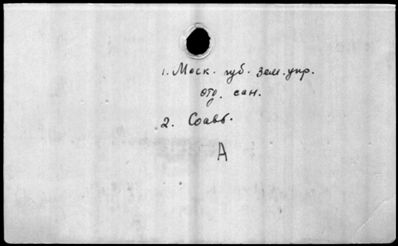 1. Моск. губ. зем. упр.
отд. сан.
2. Соавт.
А